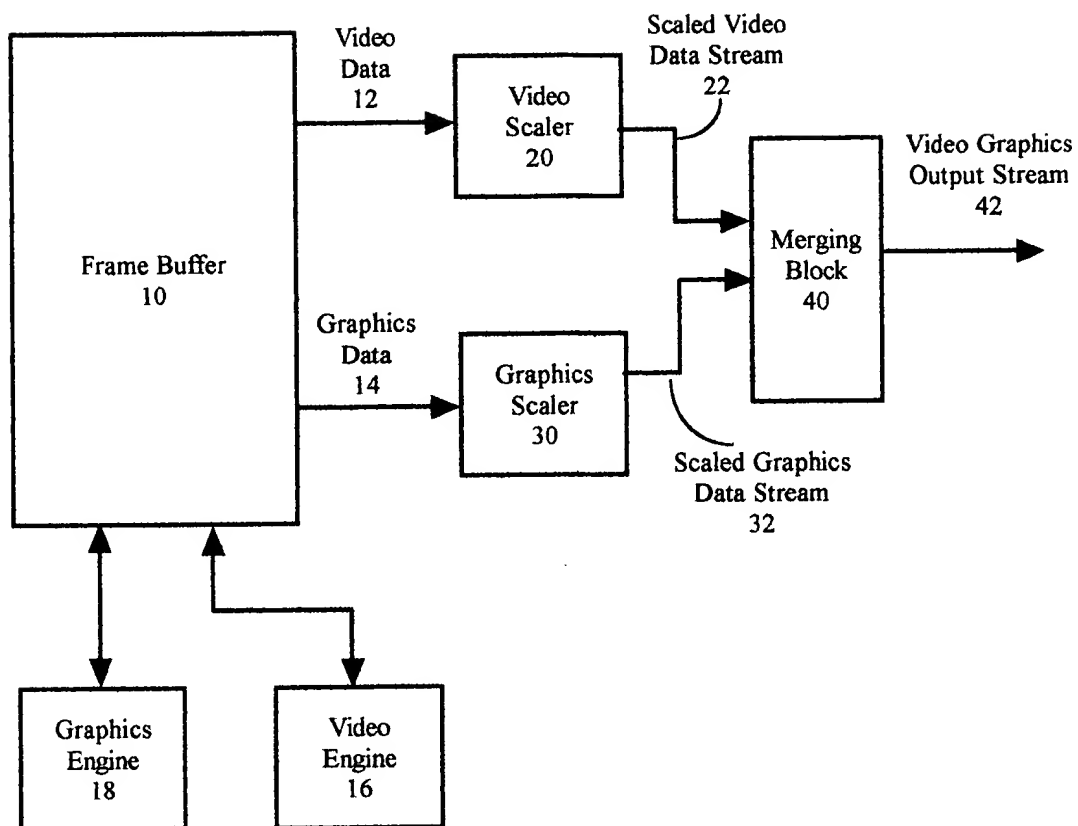 Frame Buffer
10
Video
Data
12
Video
Scaler
20
Scaled Video
Data Stream
22
Merging
Block
40
Video Graphics
Output Stream
42
Graphics
Data
14
Graphics
Scaler
30
Scaled Graphics
Data Stream
32
Graphics
Engine
18
Video
Engine
16